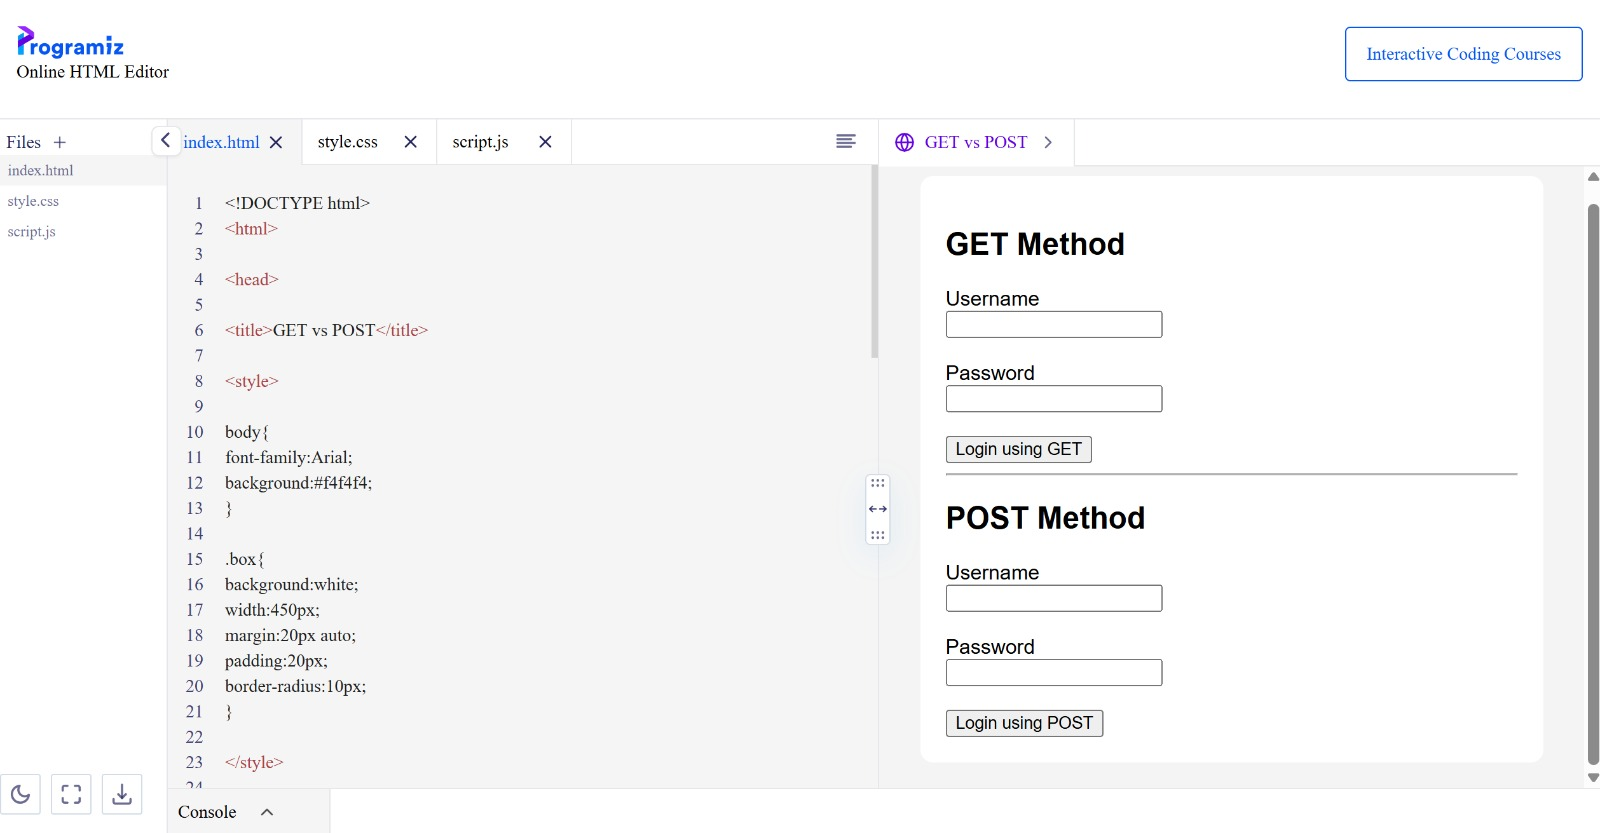 Programiz
Online HTML Editor
Interactive Coding Courses
Files +
index.html
style.css
script.js
index.html
style.css
script.js
GET vs POST
1 <!DOCTYPE html>
2 <html>
3
4 <head>
5
6 <title>GET vs POST</title>
7
8 <style>
9
10 body{
11 font-family:Arial;
12 background:#f4f4f4;
13 }
14
15 .box{
16 background:white;
17 width:450px;
18 margin:20px auto;
19 padding:20px;
20 border-radius:10px;
21 }
22
23 </style>
24
GET Method
Username
Password
Login using GET
POST Method
Username
Password
Login using POST
Console